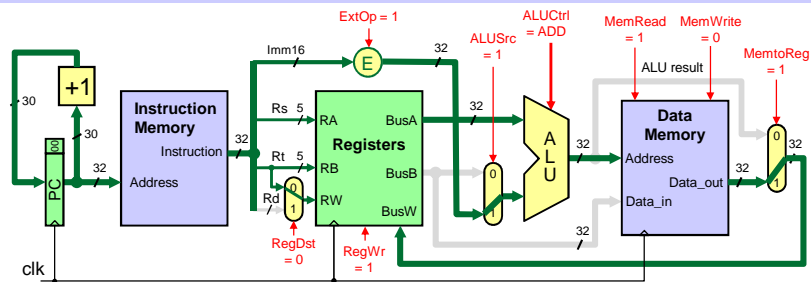 ExtOp = 1
ALUCtrl
= ADD
MemRead
= 1
MemWrite
= 0
ALUSrc
= 1
MemtoReg
= 1
Imm16
32
E
32
ALU result
30
+1
30
Instruction
Memory
Instruction
Address
32
Rs
5
RA
Registers
BusA
32
Rt
5
RB
BusB
0
1
Rd
RW
BusW
0
1
A
L
U
32
Data
Memory
Address
Data_out
Data_in
32
0
1
32
32
00
PC
32
RegDst
= 0
RegWr
= 1
clk